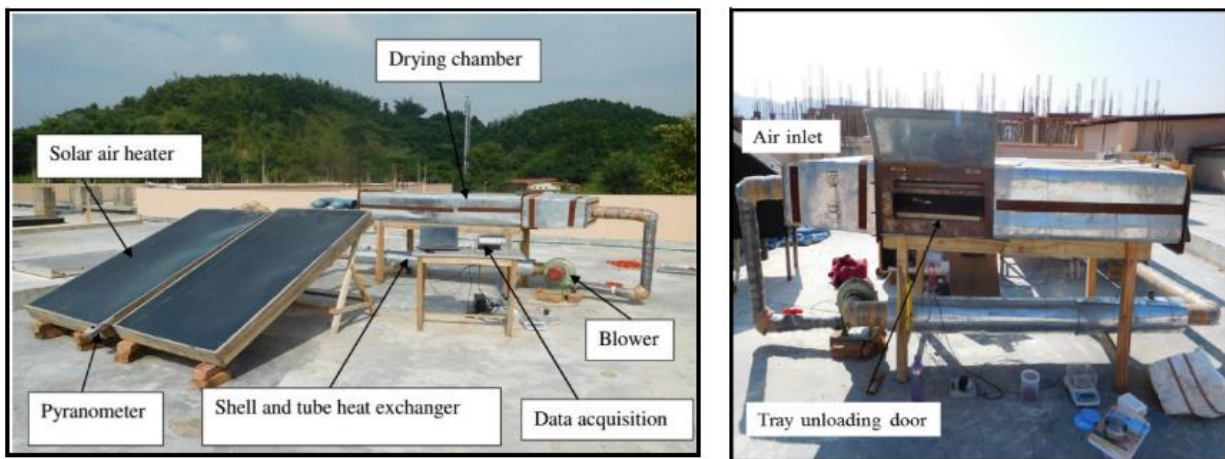 Drying chamber
Solar air heater
Blower
Pyranometer
Shell and tube heat exchanger
Data acquisition
Air inlet
Tray unloading door